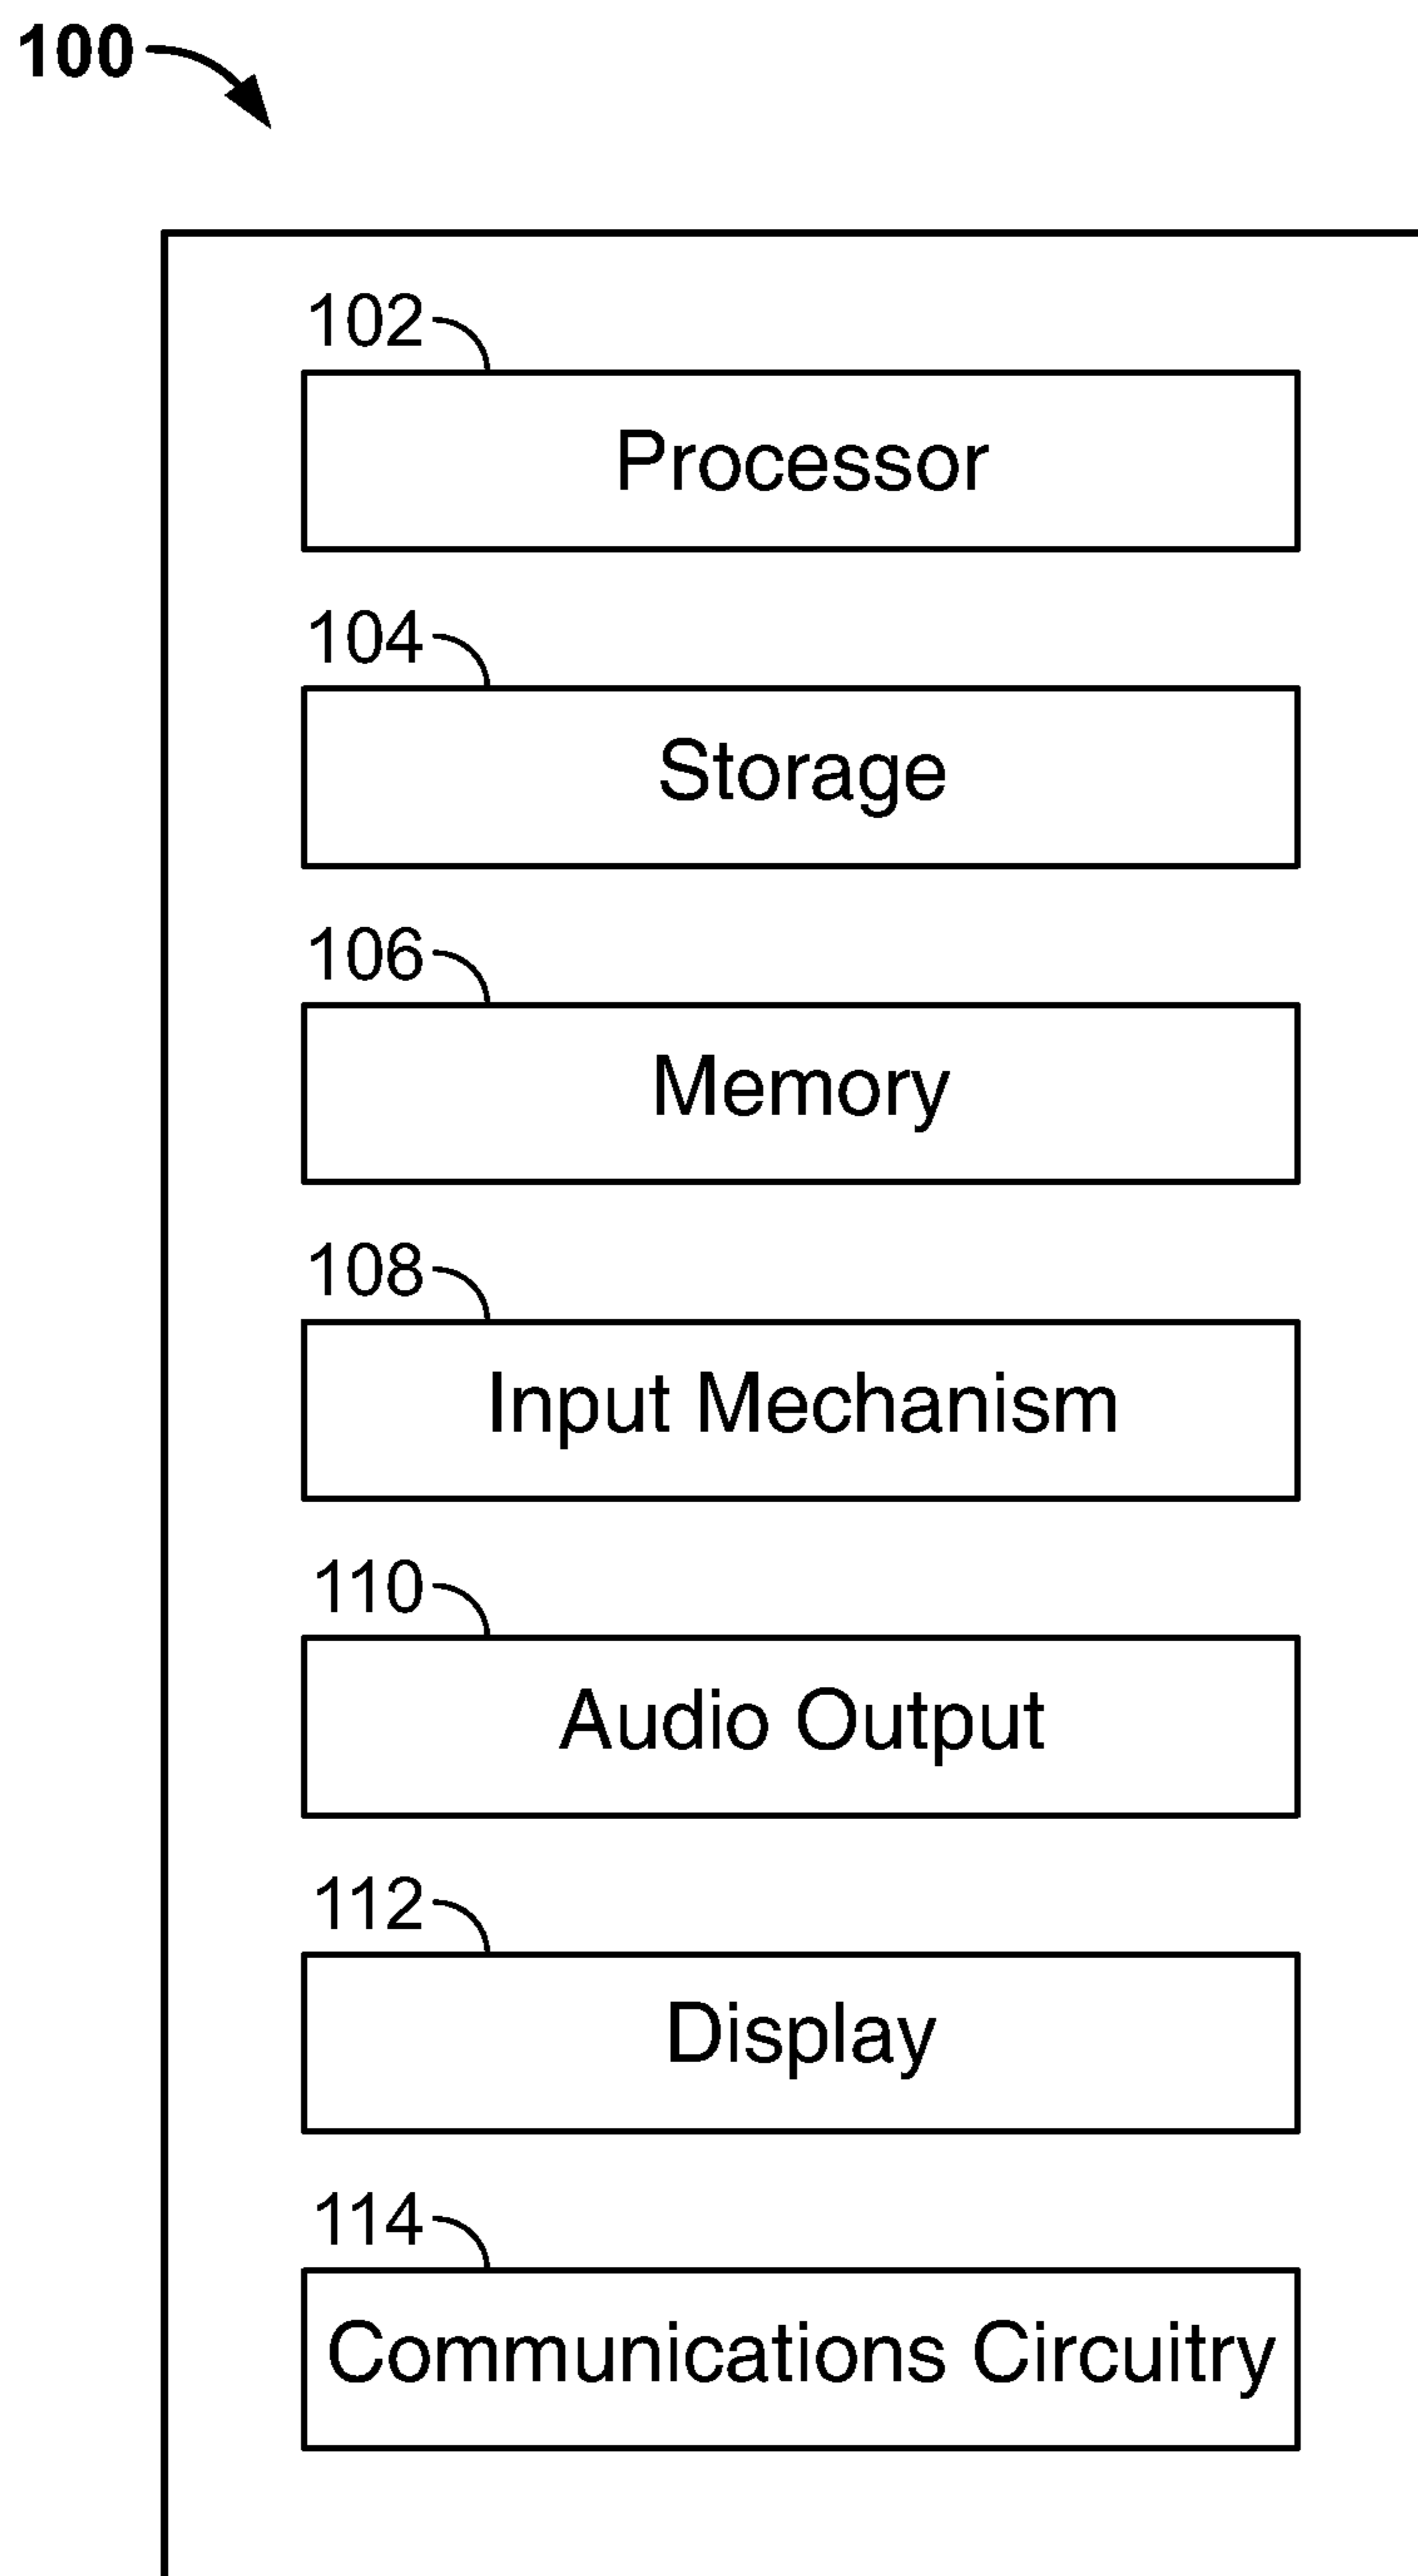 100
102
Processor
104
Storage
106
Memory
108
Input Mechanism
110
Audio Output
112
Display
114
Communications Circuitry